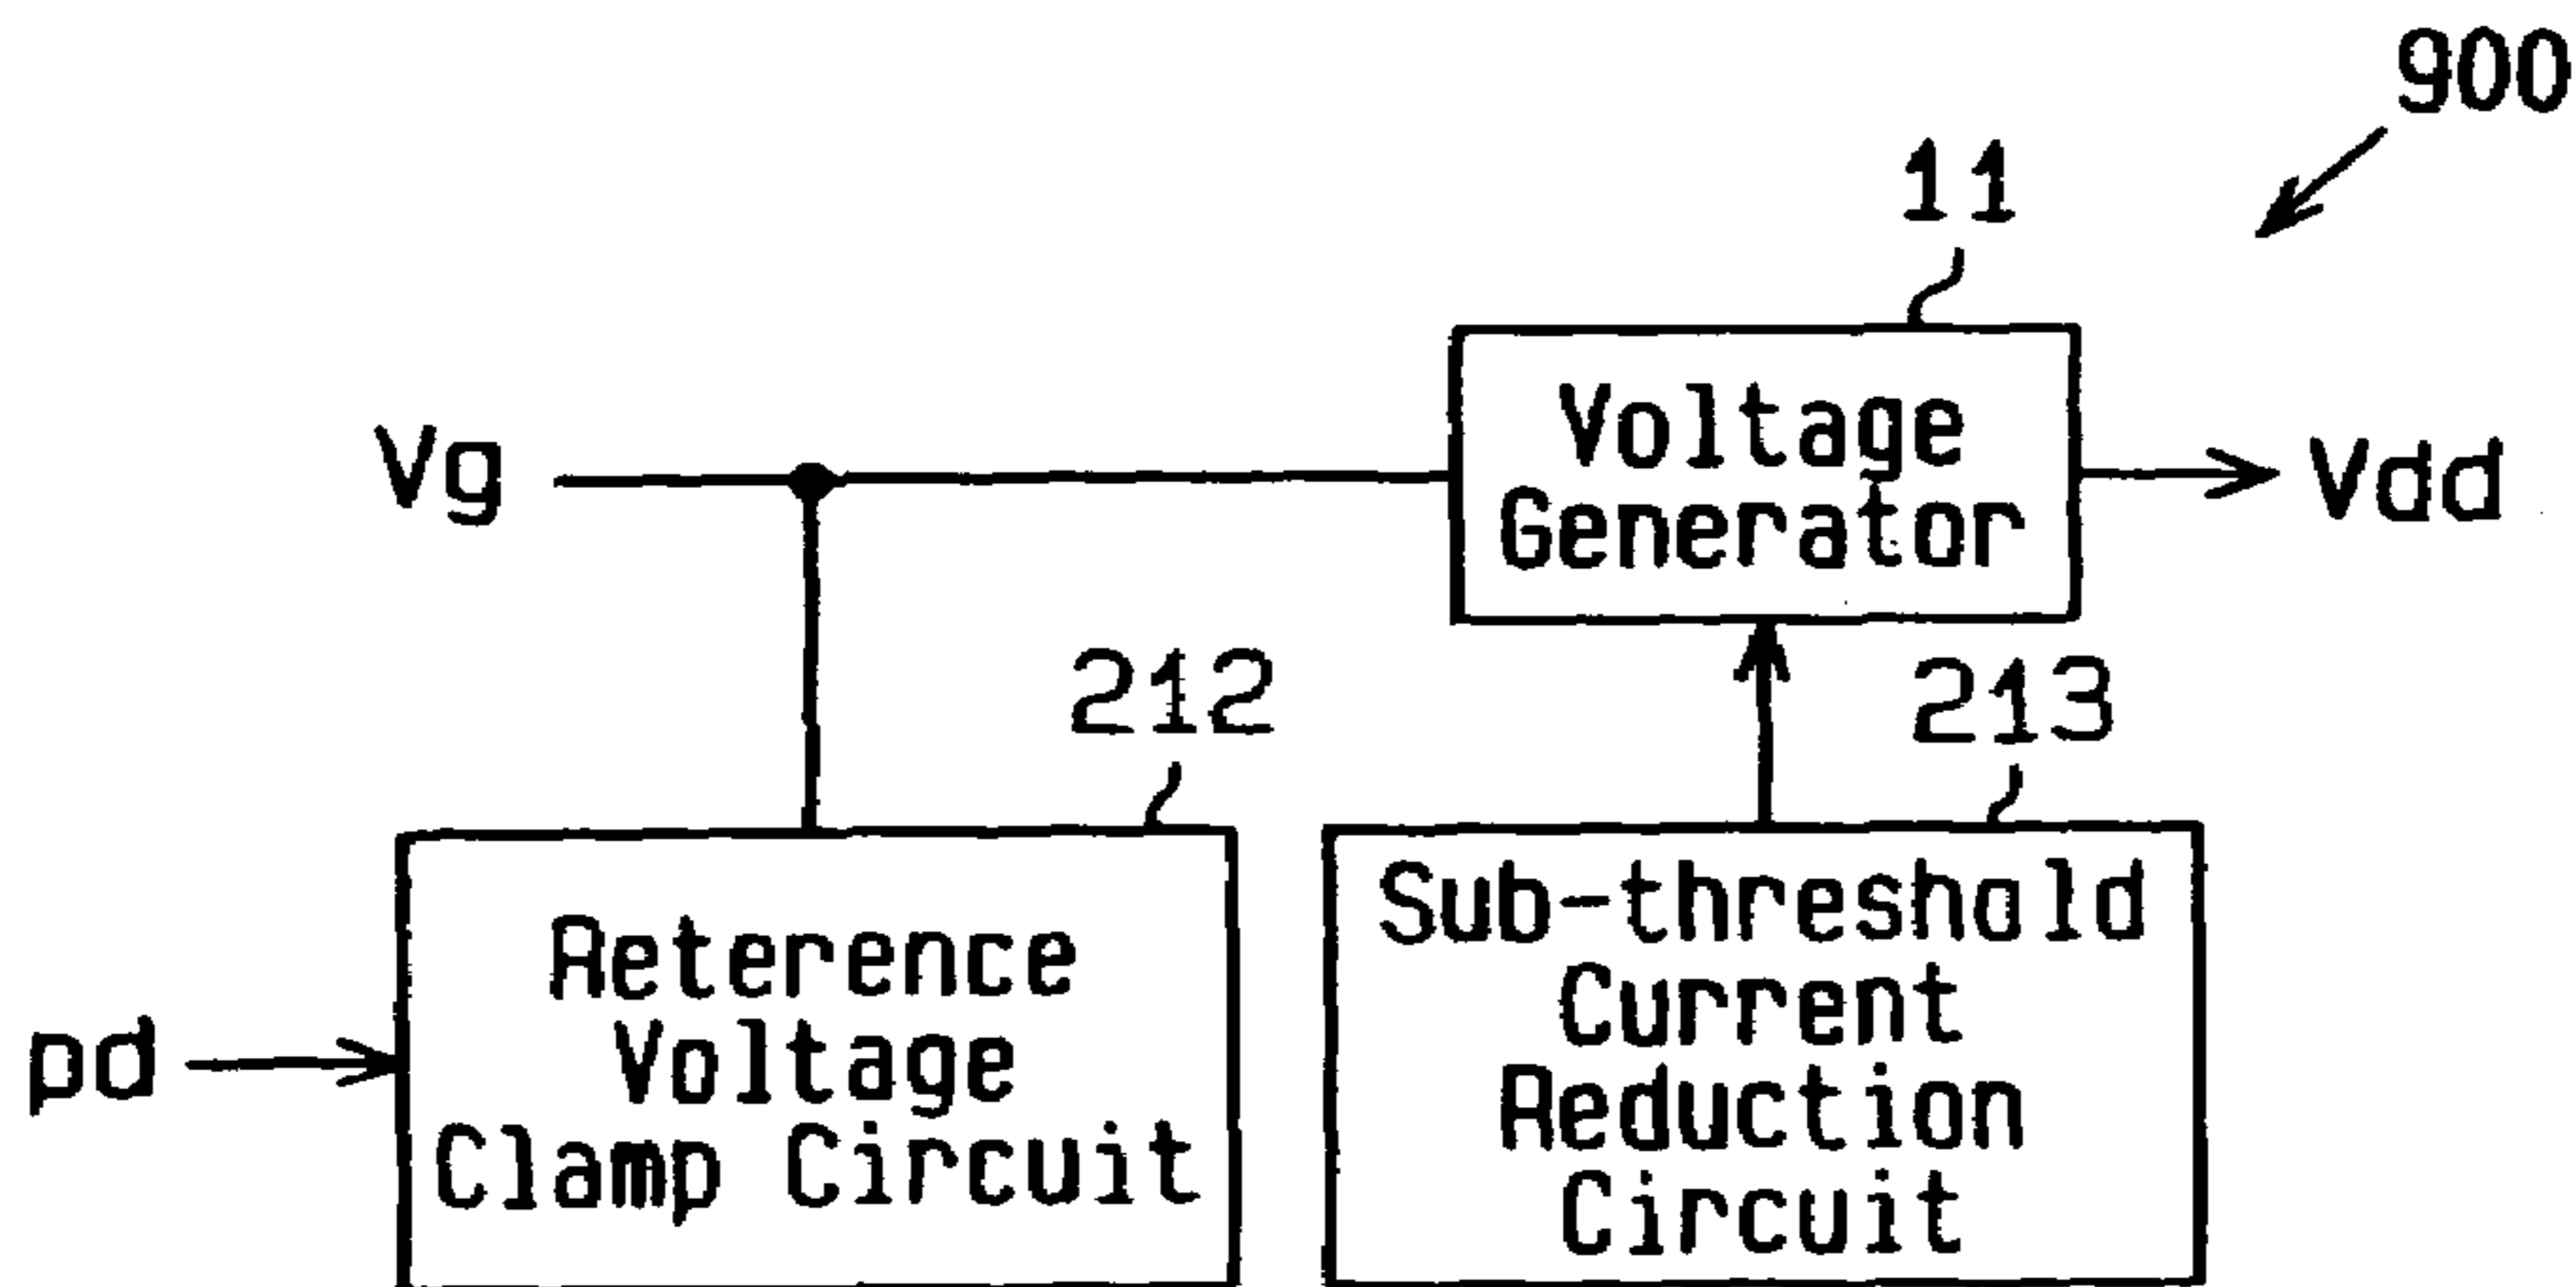 900
11
Vg
Voltage
Generator
Vdd
212
213
pd
Reterence
Voltage
Clamp Circuit
Sub-threshold
Current
Reduction
Circuit